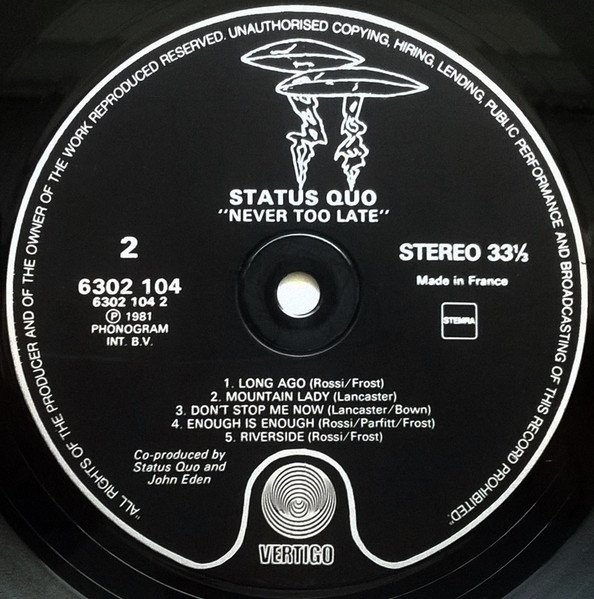 "ALL RIGHTS OF THE PRODUCER AND OF THE OWNER OF THE WORK REPRODUCED RESERVED. UNAUTHORISED COPYING, HIRING, LENDING, PUBLIC PERFORMANCE AND BROADCASTING OF THIS RECORD PROHIBITED."
STATUS QUO
"NEVER TOO LATE"
2
STEREO 33⅓
6302 104
6302 104 2
Ⓟ 1981
PHONOGRAM
INT. B.V.
Made in France
STEMRA
1. LONG AGO (Rossi/Frost)
2. MOUNTAIN LADY (Lancaster)
3. DON'T STOP ME NOW (Lancaster/Bown)
4. ENOUGH IS ENOUGH (Rossi/Parfitt/Frost)
5. RIVERSIDE (Rossi/Frost)
Co-produced by
Status Quo and
John Eden
VERTIGO